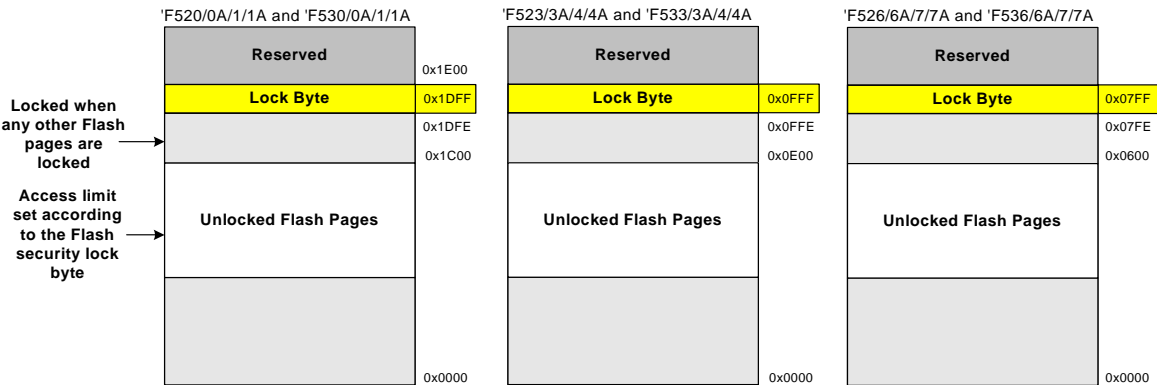 'F520/0A/1/1A and 'F530/0A/1/1A
Reserved
0x1E00
Lock Byte
0x1DFF
0x1DFE
0x1C00
Unlocked Flash Pages
0x0000
Locked when
any other Flash
pages are
locked
Access limit
set according
to the Flash
security lock
byte
'F523/3A/4/4A and 'F533/3A/4/4A
Reserved
Lock Byte
0x0FFF
0x0FFE
0x0E00
Unlocked Flash Pages
0x0000
'F526/6A/7/7A and 'F536/6A/7/7A
Reserved
Lock Byte
0x07FF
0x07FE
0x0600
Unlocked Flash Pages
0x0000